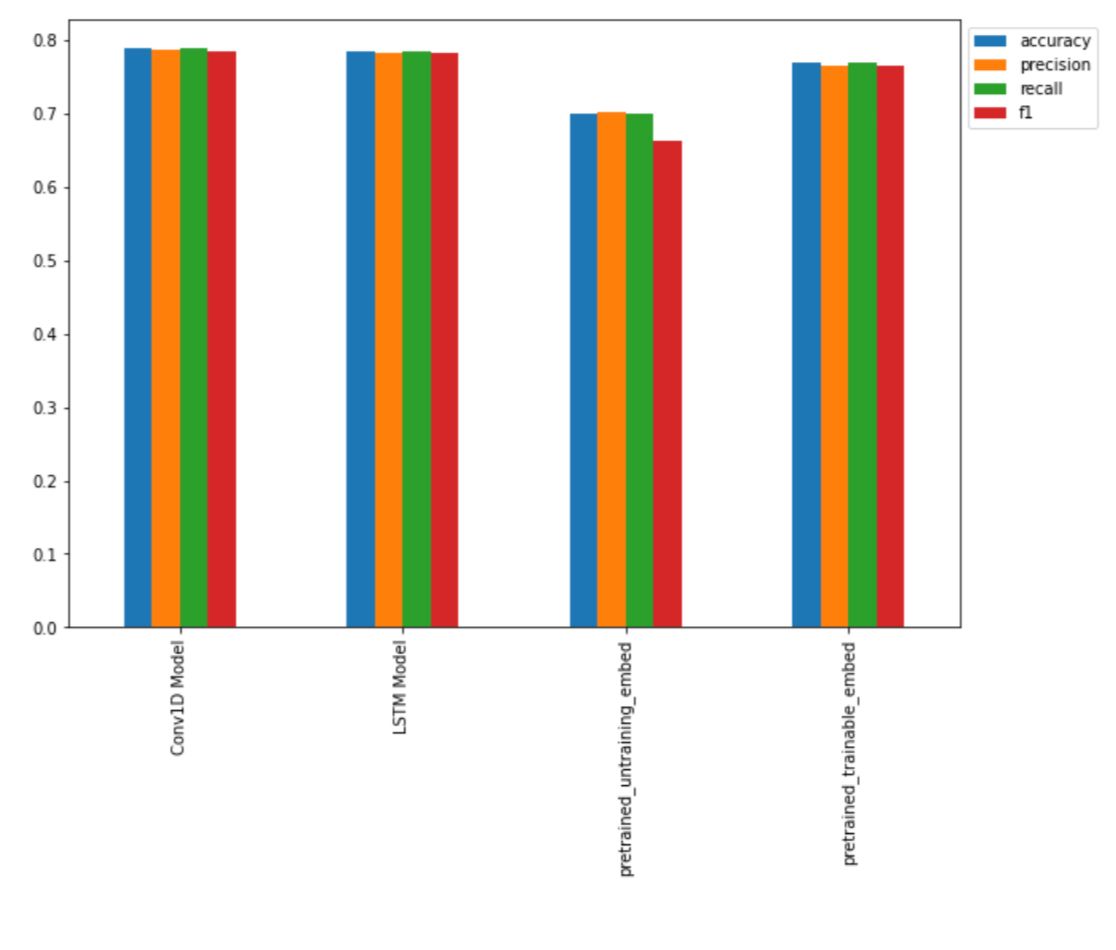 0.8
0.7
0.6
0.5
0.4
0.3
0.2
0.1
0.0
accuracy
precision
recall
f1
Conv1D Model
LSTM Model
pretrained_untraining_embed
pretrained_trainable_embed